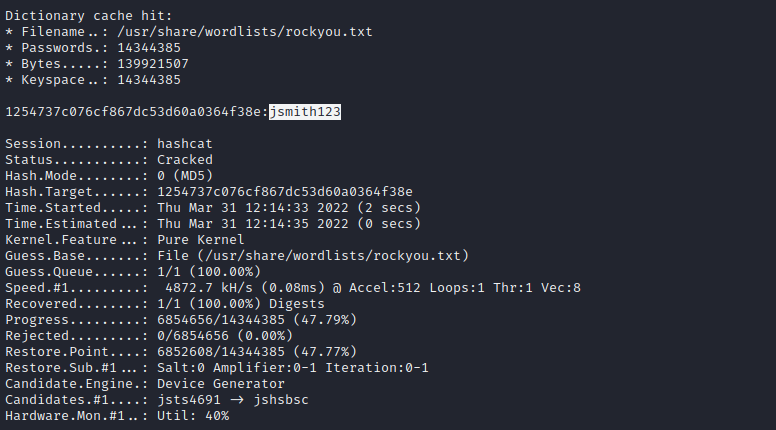 Dictionary cache hit:
* Filename..: /usr/share/wordlists/rockyou.txt
* Passwords.: 14344385
* Bytes.....: 139921507
* Keyspace..: 14344385
1254737c076cf867dc53d60a0364f38e:jsmith123
Session..........: hashcat
Status...........: Cracked
Hash.Mode........: 0 (MD5)
Hash.Target......: 1254737c076cf867dc53d60a0364f38e
Time.Started.....: Thu Mar 31 12:14:33 2022 (2 secs)
Time.Estimated...: Thu Mar 31 12:14:35 2022 (0 secs)
Kernel.Feature...: Pure Kernel
Guess.Base.......: File (/usr/share/wordlists/rockyou.txt)
Guess.Queue......: 1/1 (100.00%)
Speed.#1.........:  4872.7 kH/s (0.08ms) @ Accel:512 Loops:1 Thr:1 Vec:8
Recovered........: 1/1 (100.00%) Digests
Progress.........: 6854656/14344385 (47.79%)
Rejected.........: 0/6854656 (0.00%)
Restore.Point....: 6852608/14344385 (47.77%)
Restore.Sub.#1...: Salt:0 Amplifier:0-1 Iteration:0-1
Candidate.Engine.: Device Generator
Candidates.#1....: jsts4691 -> jshsbsc
Hardware.Mon.#1..: Util: 40%